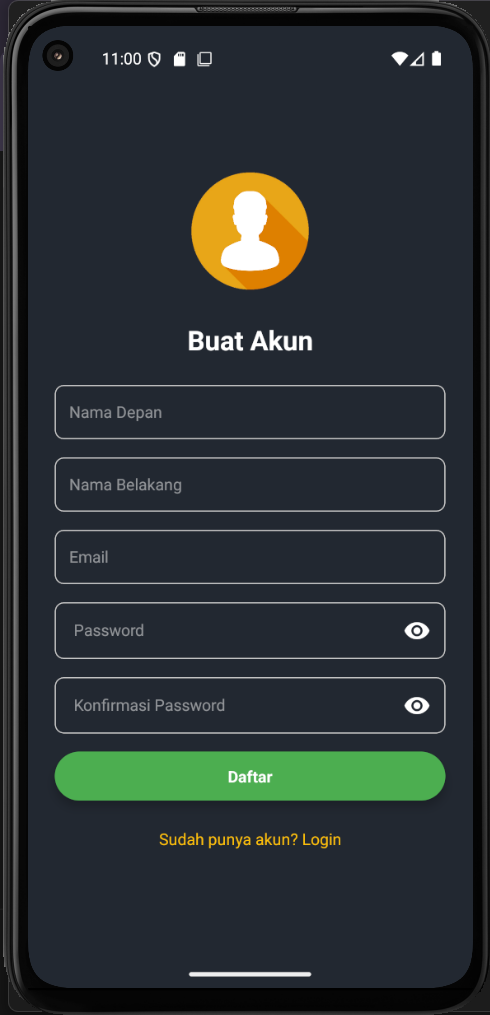 11:00
Buat Akun
Nama Depan
Nama Belakang
Email
Password
Konfirmasi Password
Daftar
Sudah punya akun? Login